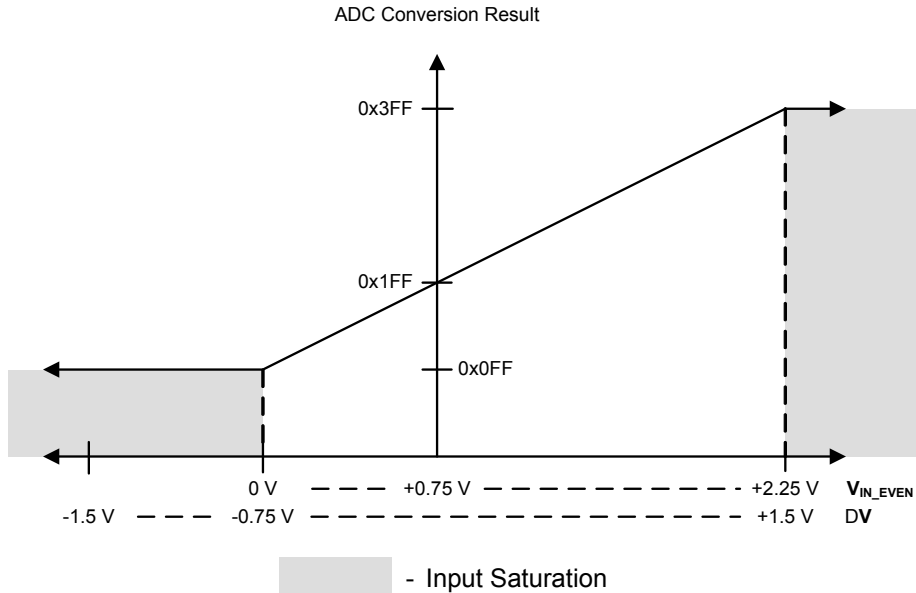 ADC Conversion Result
0x3FF
0x1FF
0x0FF
0 V +0.75 V +2.25 V VIN_EVEN
-1.5 V -0.75 V +1.5 V DV
- Input Saturation